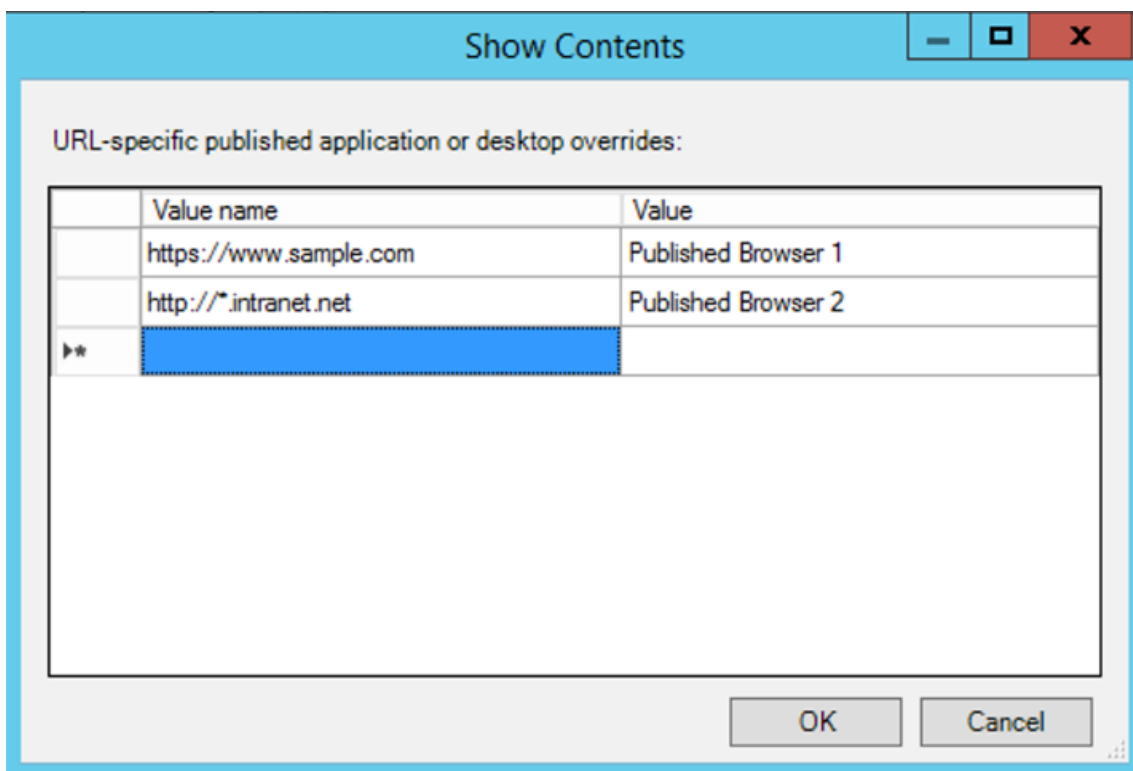 Show Contents
URL-specific published application or desktop overrides:
Value name Value
https://www.sample.com Published Browser 1
http://*.intranet.net Published Browser 2
OK Cancel